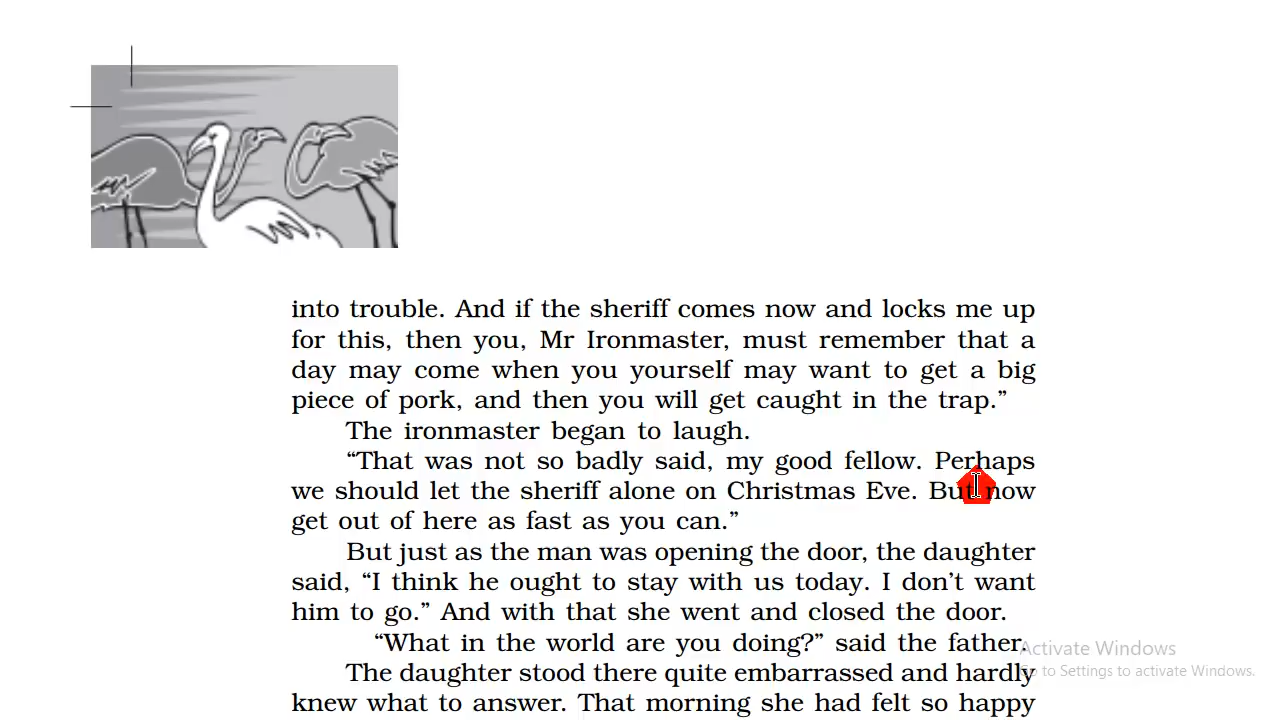 into trouble. And if the sheriff comes now and locks me up
for this, then you, Mr Ironmaster, must remember that a
day may come when you yourself may want to get a big
piece of pork, and then you will get caught in the trap.”
The ironmaster began to laugh.
“That was not so badly said, my good fellow. Perhaps
we should let the sheriff alone on Christmas Eve. But now
get out of here as fast as you can.”
But just as the man was opening the door, the daughter
said, “I think he ought to stay with us today. I don’t want
him to go.” And with that she went and closed the door.
“What in the world are you doing?” said the father.
The daughter stood there quite embarrassed and hardly
knew what to answer. That morning she had felt so happy
Activate Windows
Go to Settings to activate Windows.